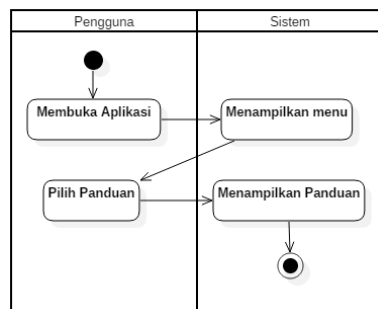 Pengguna
Sistem
Membuka Aplikasi
Menampilkan menu
Pilih Panduan
Menampilkan Panduan